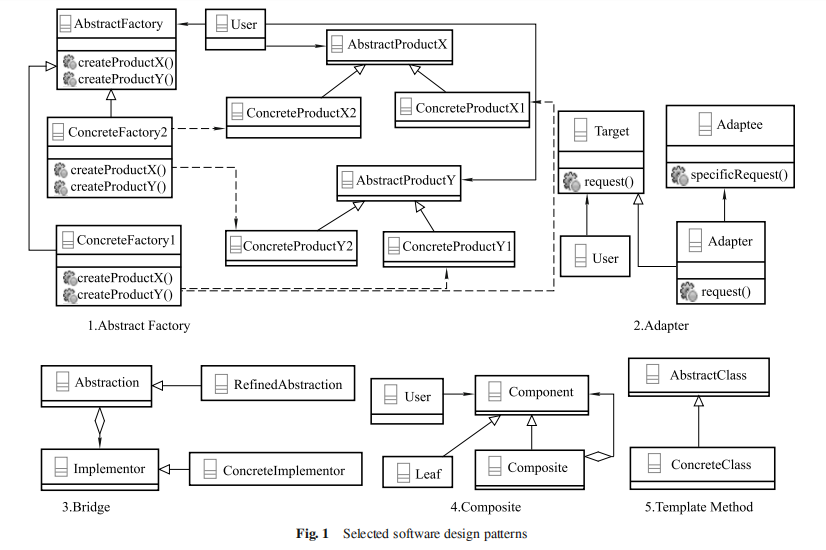 AbstractFactory
User
createProductX()
createProductY()
AbstractProductX
ConcreteProductX2
ConcreteProductX1
ConcreteFactory2
createProductX()
createProductY()
AbstractProductY
ConcreteProductY2
ConcreteProductY1
ConcreteFactory1
createProductX()
createProductY()
1.Abstract Factory
Target
request()
Adaptee
specificRequest()
User
Adapter
request()
2.Adapter
Abstraction
RefinedAbstraction
Implementor
ConcreteImplementor
3.Bridge
User
Component
Leaf
Composite
4.Composite
AbstractClass
ConcreteClass
5.Template Method
Fig. 1 Selected software design patterns